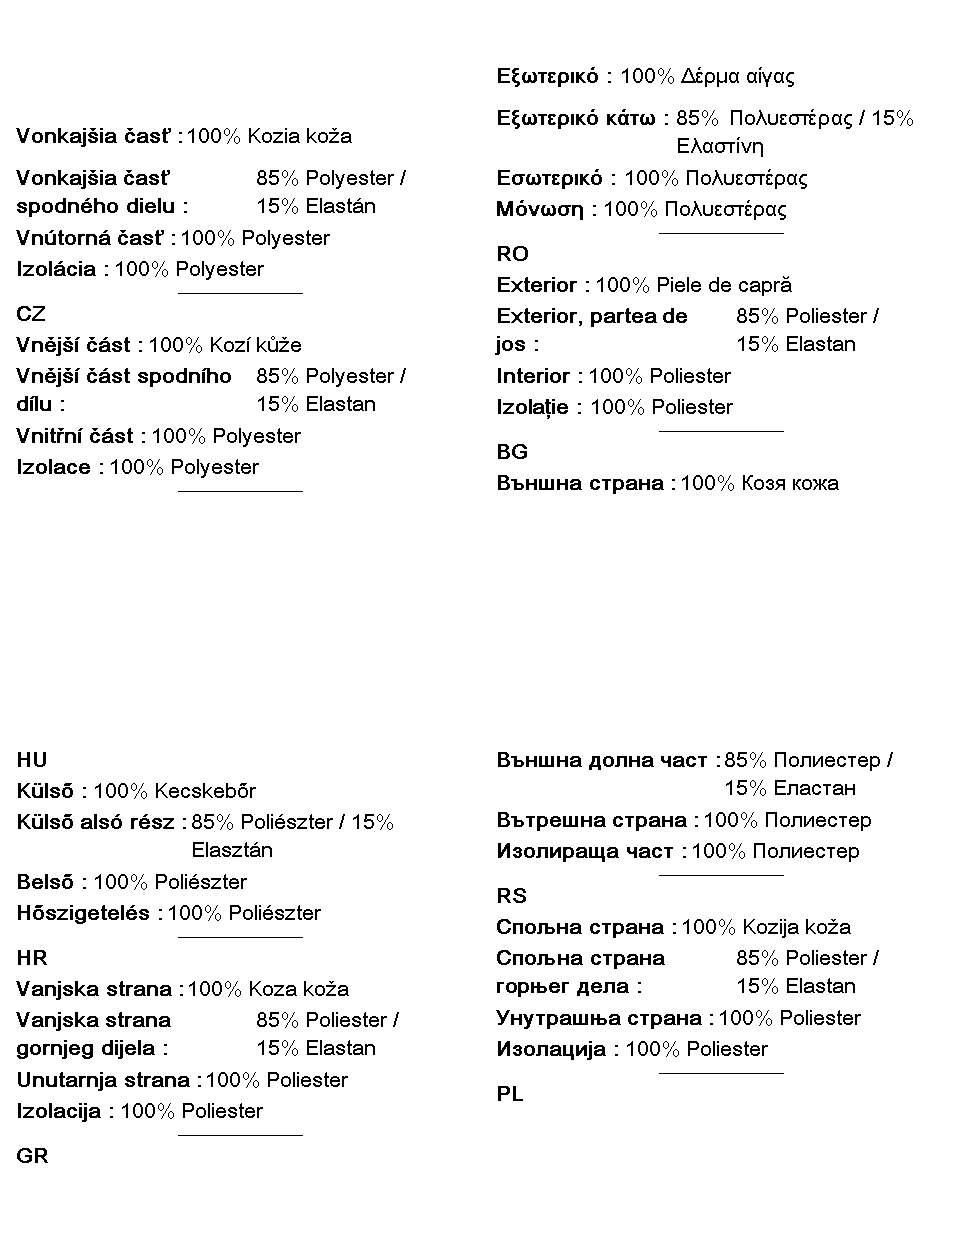 Vonkajšia časť : 100% Kozia koža
Vonkajšia časť 85% Polyester /
spodného dielu : 15% Elastán
Vnútorná časť : 100% Polyester
Izolácia : 100% Polyester
CZ
Vnější část : 100% Kozí kůže
Vnější část spodního 85% Polyester /
dílu : 15% Elastan
Vnitřní část : 100% Polyester
Izolace : 100% Polyester
HU
Külsõ : 100% Kecskebõr
Külsõ alsó rész : 85% Poliészter / 15%
Elasztán
Belsõ : 100% Poliészter
Hõszigetelés : 100% Poliészter
HR
Vanjska strana : 100% Koza koža
Vanjska strana 85% Poliester /
gornjeg dijela : 15% Elastan
Unutarnja strana : 100% Poliester
Izolacija : 100% Poliester
GR
Εξωτερικό : 100% Δέρμα αίγας
Εξωτερικό κάτω : 85% Πολυεστέρας / 15%
Ελαστίνη
Εσωτερικό : 100% Πολυεστέρας
Μόνωση : 100% Πολυεστέρας
RO
Exterior : 100% Piele de capră
Exterior, partea de 85% Poliester /
jos : 15% Elastan
Interior : 100% Poliester
Izolație : 100% Poliester
BG
Външна страна : 100% Козя кожа
Външна долна част : 85% Полиестер /
15% Еластан
Вътрешна страна : 100% Полиестер
Изолираща част : 100% Полиестер
RS
Спољна страна : 100% Kozija koža
Спољна страна 85% Poliester /
горњег дела : 15% Elastan
Унутрашња страна : 100% Poliester
Изолација : 100% Poliester
PL